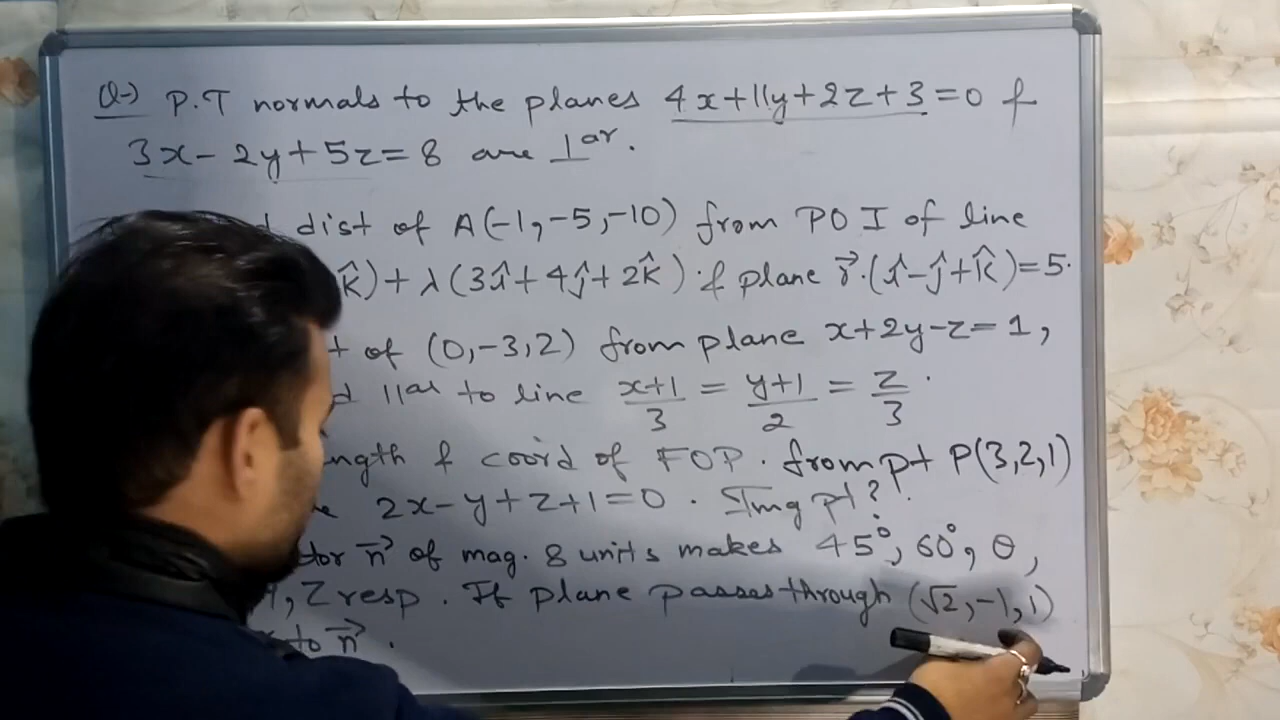 Q-) P.T normals to the planes 4x+11y+2z+3=0 &
3x-2y+5z=8 are ⊥ar.
dist of A(-1,-5,-10) from POI of line
k̂)+λ(3î+4ĵ+2k̂) & plane r⃗.(î-ĵ+k̂)=5.
of (0,-3,2) from plane x+2y-z=1,
||al to line x+1/3 = y+1/2 = z/3.
ngth & coord of FOP. from pt P(3,2,1)
2x-y+z+1=0. Img pt?
tor n⃗ of mag. 8 units makes 45°, 60°, θ,
Y, Z resp. If plane passes through (√2,-1,1)
to n⃗.